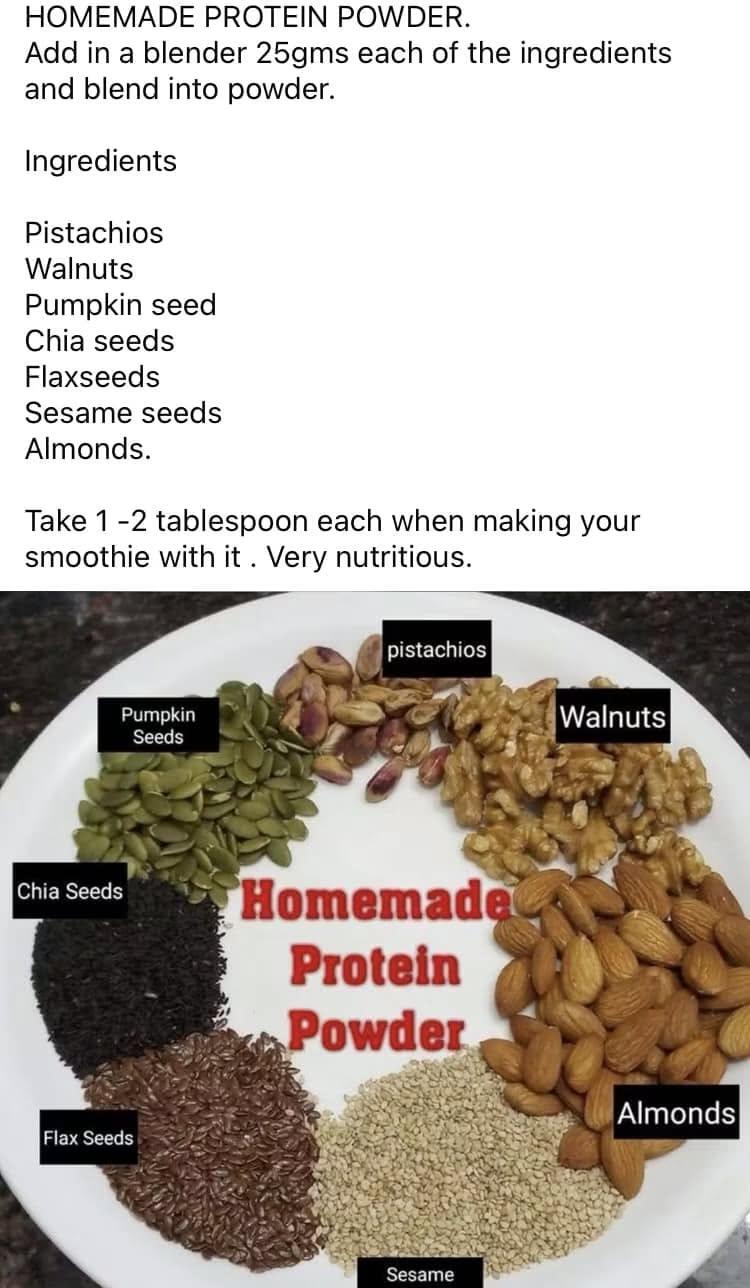 HOMEMADE PROTEIN POWDER.
Add in a blender 25gms each of the ingredients
and blend into powder.
Ingredients
Pistachios
Walnuts
Pumpkin seed
Chia seeds
Flaxseeds
Sesame seeds
Almonds.
Take 1 -2 tablespoon each when making your
smoothie with it . Very nutritious.
pistachios
Pumpkin
Seeds
Walnuts
Chia Seeds
Homemade
Protein
Powder
Almonds
Flax Seeds
Sesame